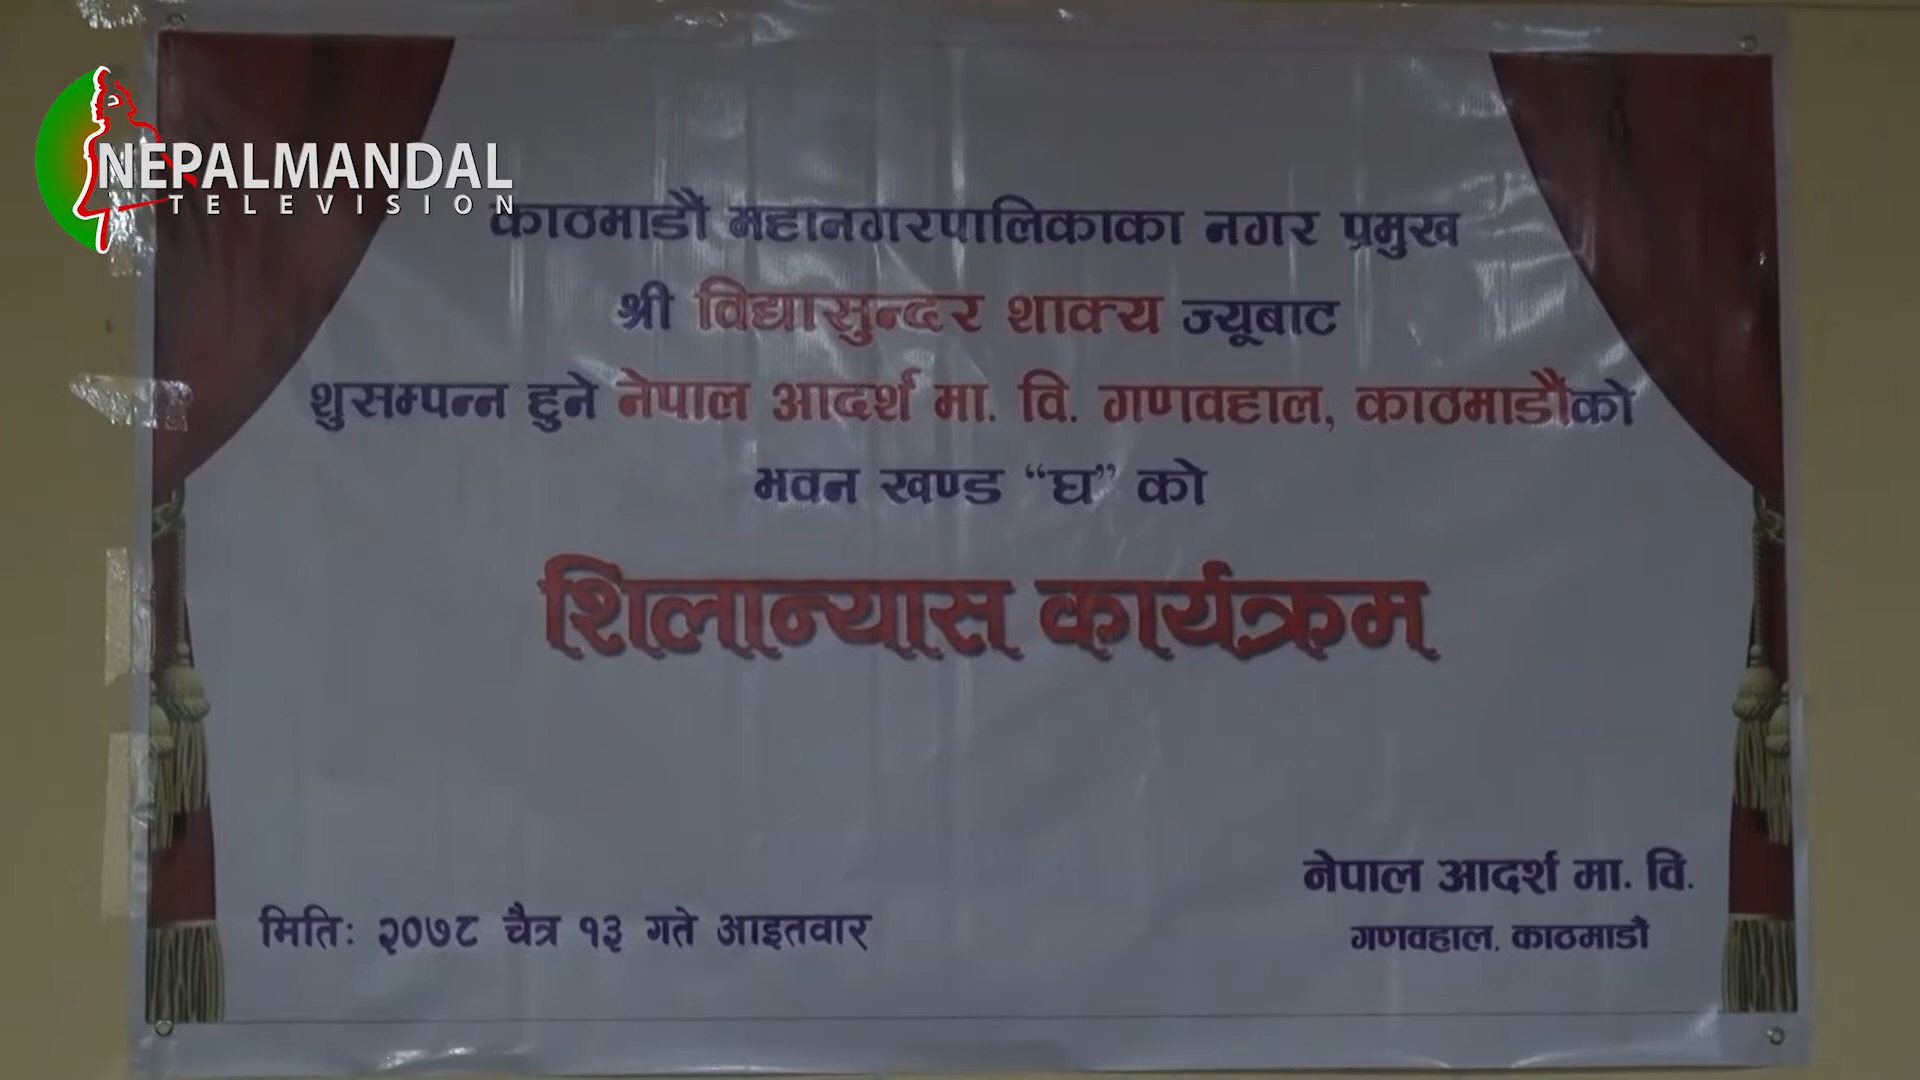 NEPALMANDAL
TELEVISION
काठमाडौं महानगरपालिकाका नगर प्रमुख
श्री विद्यासुन्दर शाक्य ज्यूबाट
शुसम्पन्न हुने नेपाल आदर्श मा. वि. गणवहाल, काठमाडौंको
भवन खण्ड “घ” को
शिलान्यास कार्यक्रम
नेपाल आदर्श मा. वि.
गणवहाल, काठमाडौं
मिति: २०७८ चैत्र १३ गते आइतवार